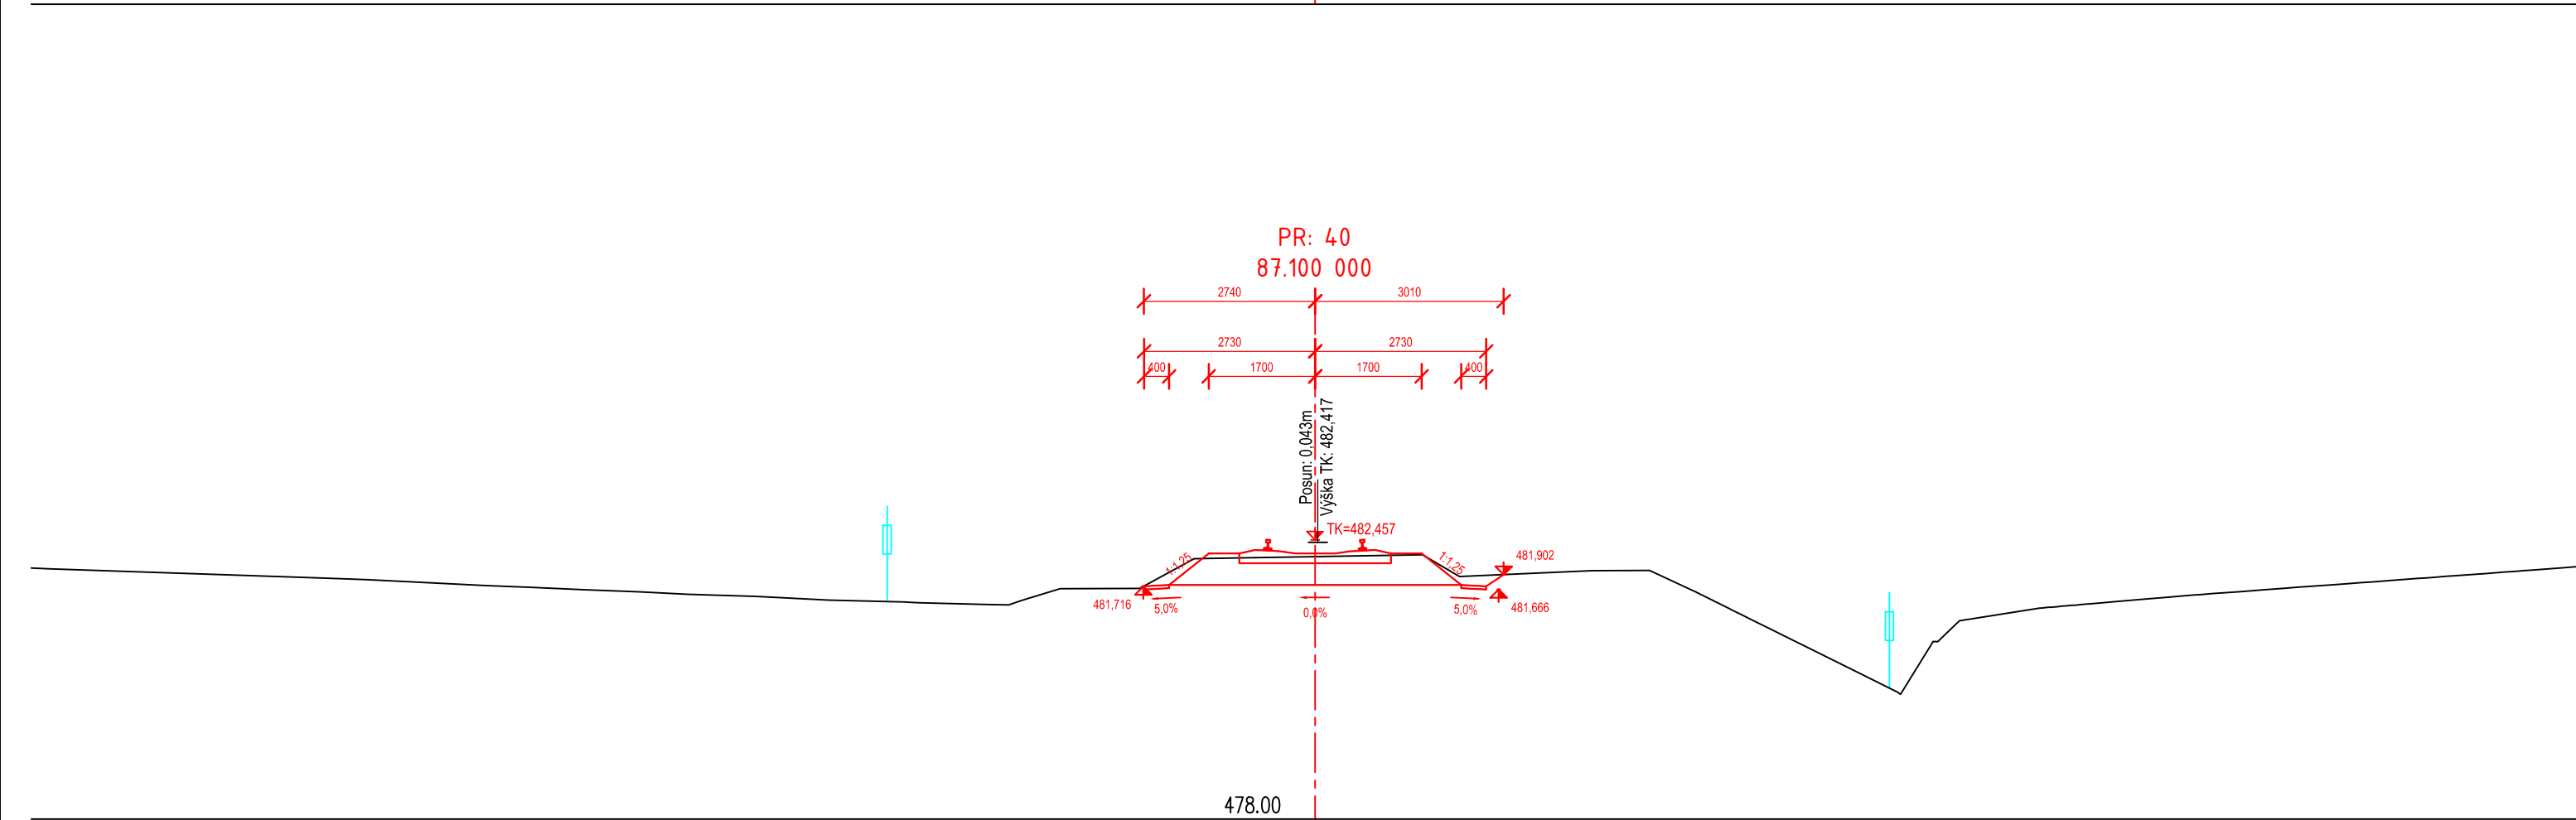 PR: 40
87.100 000
2740 3010
2730 2730
400 1700 1700 400
Posun: 0,043m
Výška TK: 482,417
TK=482,457
1:1,25 1:1,25
481,902
481,716 5,0% 0,0% 5,0% 481,666
478.00